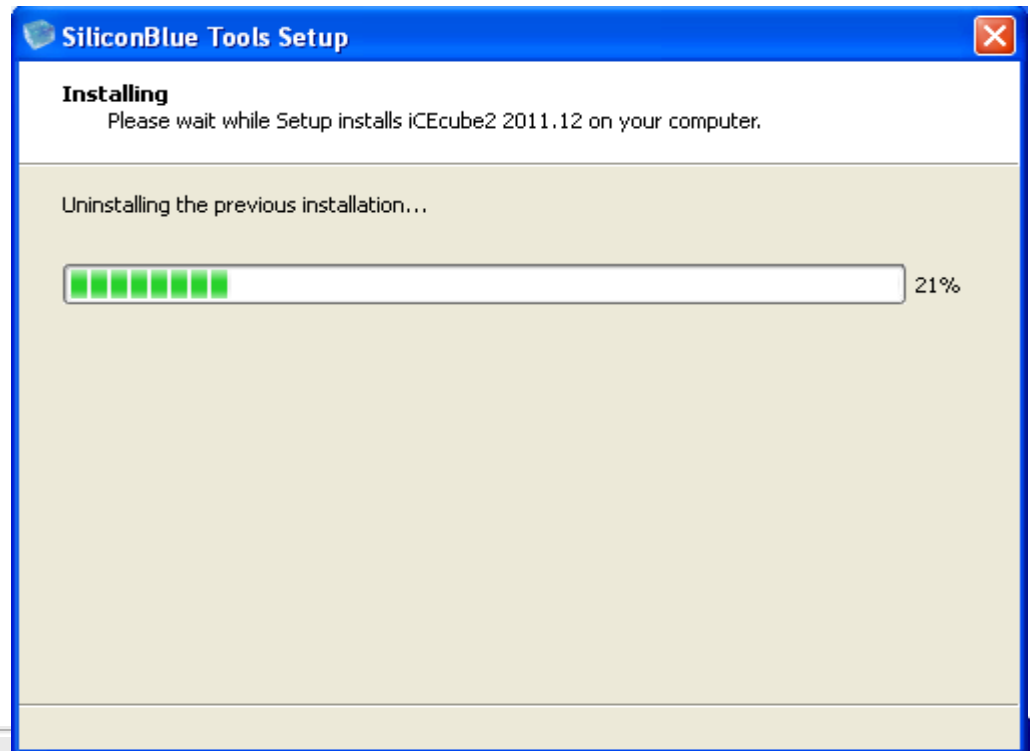 SiliconBlue Tools Setup
Installing
Please wait while Setup installs iCEcube2 2011.12 on your computer.
Uninstalling the previous installation...
21%